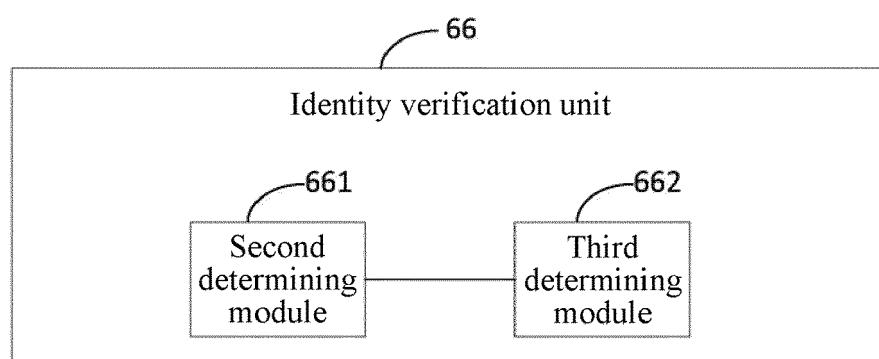 66
Identity verification unit
661
662
Second
determining
module
Third
determining
module